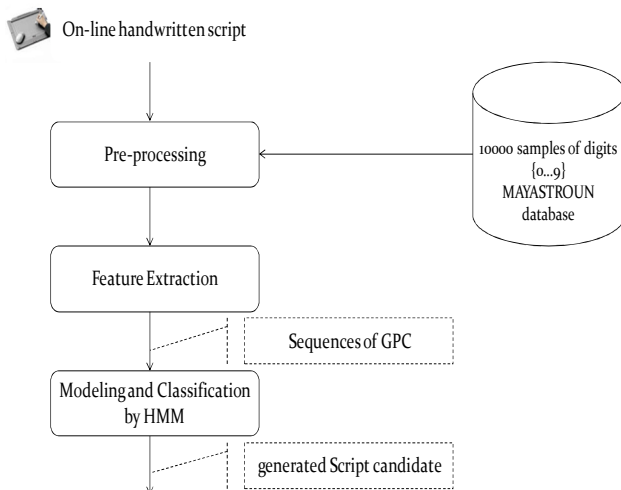 On-line handwritten script
Pre-processing
10000 samples of digits
{0...9}
MAYASTROUN
database
Feature Extraction
Sequences of GPC
Modeling and Classification
by HMM
generated Script candidate